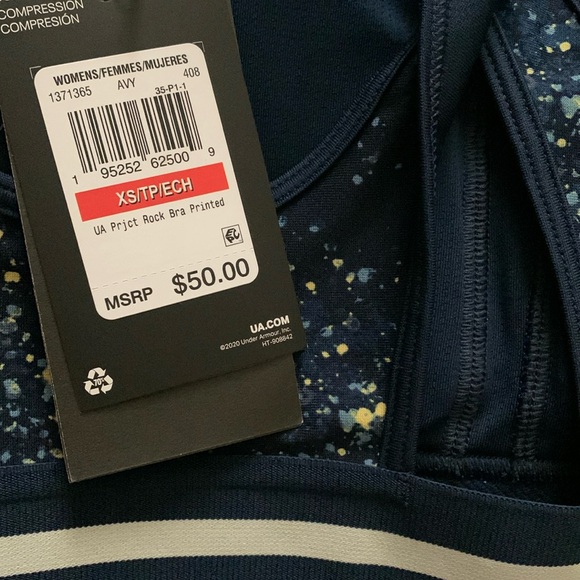 COMPRESSION
COMPRESIÓN
WOMENS/FEMMES/MUJERES
1371365 AVY 408
35-P1-1
1 95252 62500 9
XS/TP/ECH
UA Prjct Rock Bra Printed
MSRP $50.00
UA.COM
©2020 Under Armour, Inc.
HT-908842